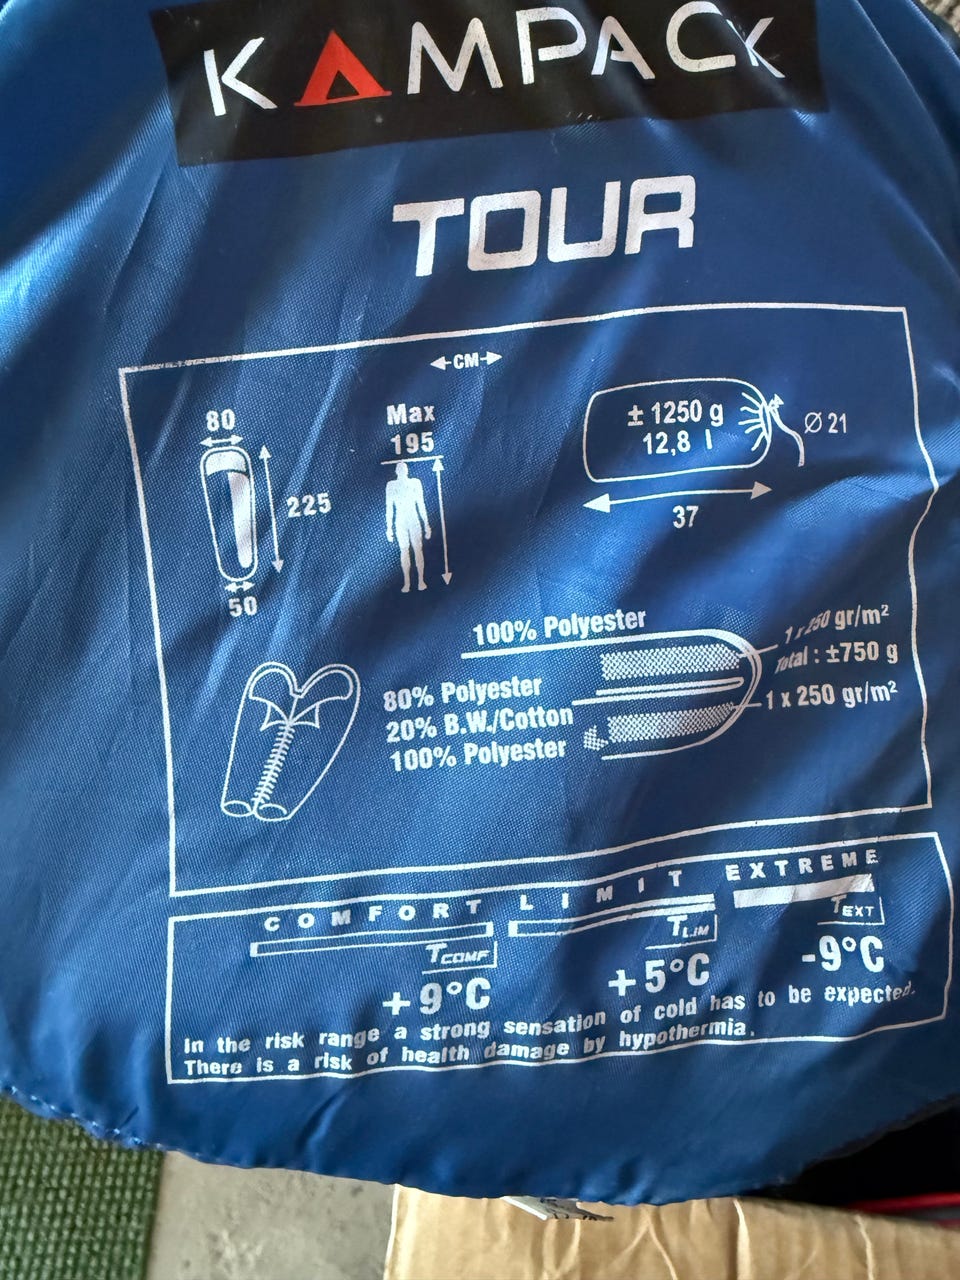 KAMPACK
TOUR
CM
80
225
50
Max
195
± 1250 g
12,8 l
Ø 21
37
100% Polyester
80% Polyester
20% B.W./Cotton
100% Polyester
1 x 250 gr/m²
Total : ±750 g
1 x 250 gr/m²
COMFORT LIMIT EXTREME
TCOMF TLIM TEXT
+9°C +5°C -9°C
In the risk range a strong sensation of cold has to be expected.
There is a risk of health damage by hypothermia.